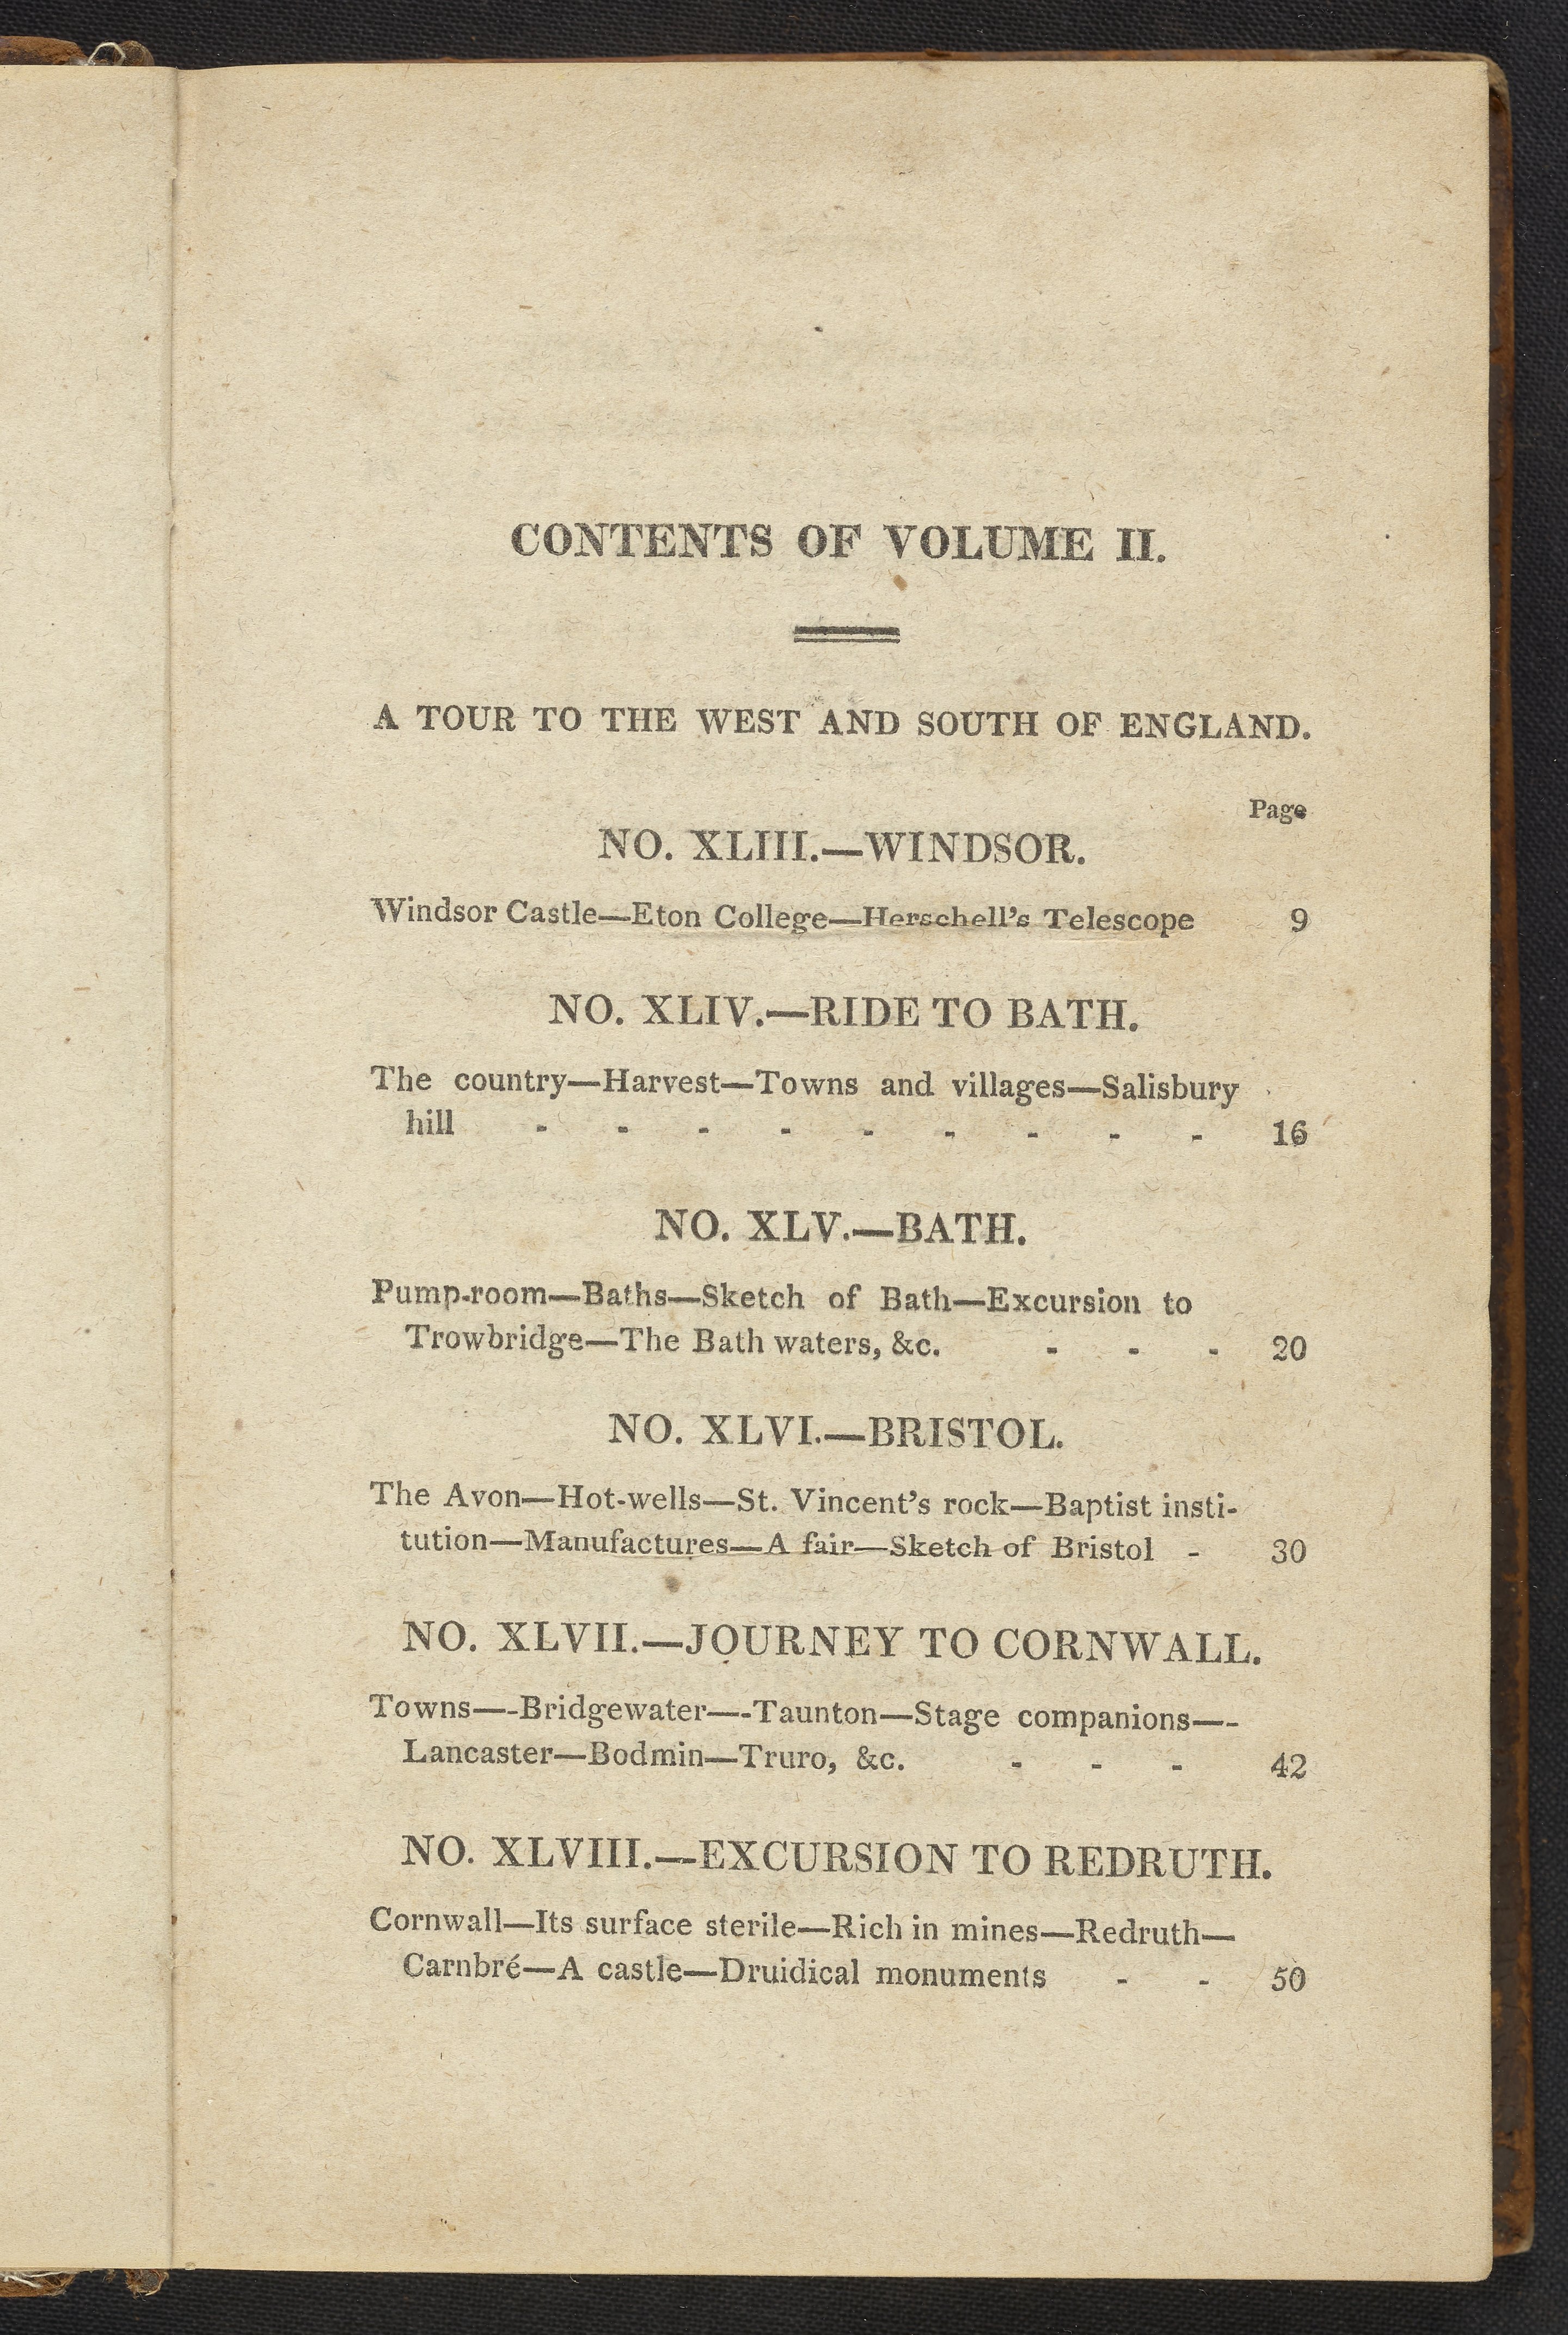 CONTENTS OF VOLUME II.
A TOUR TO THE WEST AND SOUTH OF ENGLAND.
Page
NO. XLIII.—WINDSOR.
Windsor Castle—Eton College—Herschell's Telescope 9
NO. XLIV.—RIDE TO BATH.
The country—Harvest—Towns and villages—Salisbury
hill - - - - - - - - - 16
NO. XLV.—BATH.
Pump-room—Baths—Sketch of Bath—Excursion to
Trowbridge—The Bath waters, &c. - - - 20
NO. XLVI.—BRISTOL.
The Avon—Hot-wells—St. Vincent's rock—Baptist insti-
tution—Manufactures—A fair—Sketch of Bristol - 30
NO. XLVII.—JOURNEY TO CORNWALL.
Towns—-Bridgewater—-Taunton—Stage companions—-
Lancaster—Bodmin—Truro, &c. - - - 42
NO. XLVIII.—EXCURSION TO REDRUTH.
Cornwall—Its surface sterile—Rich in mines—Redruth—
Carnbré—A castle—Druidical monuments - - 50